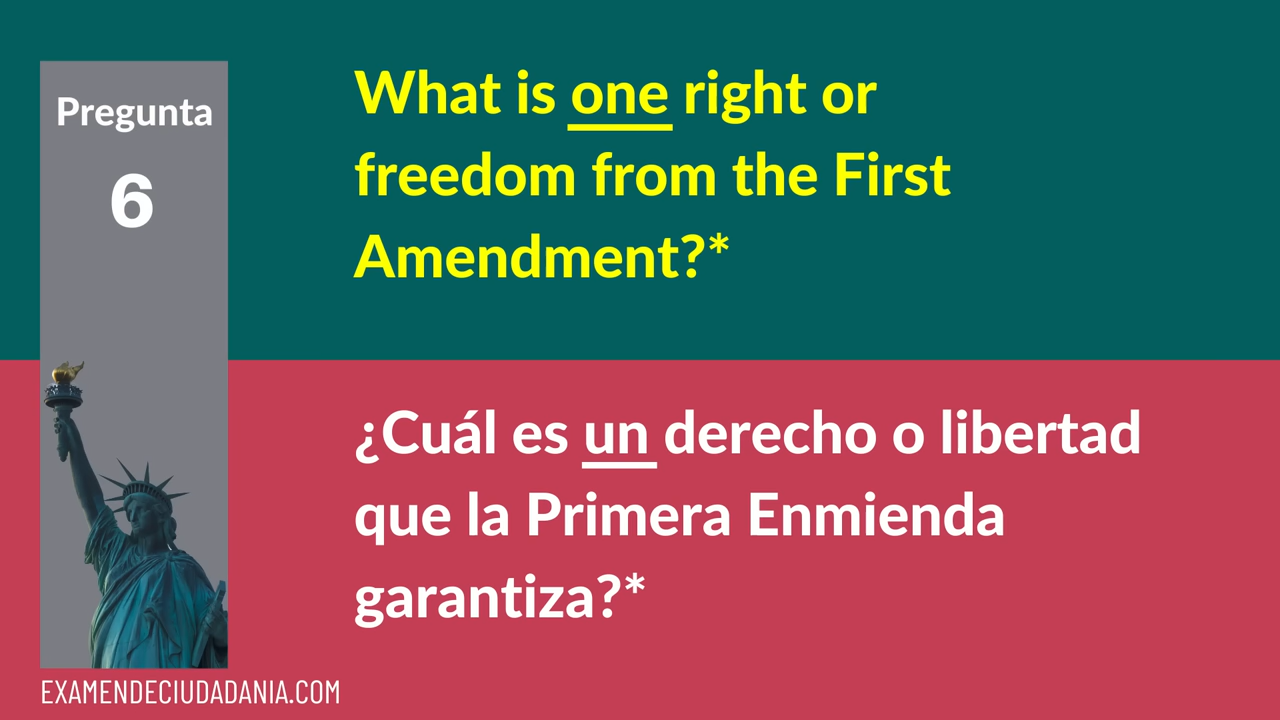 Pregunta
6
What is one right or
freedom from the First
Amendment?*
¿Cuál es un derecho o libertad
que la Primera Enmienda
garantiza?*
EXAMENDECIUDADANIA.COM